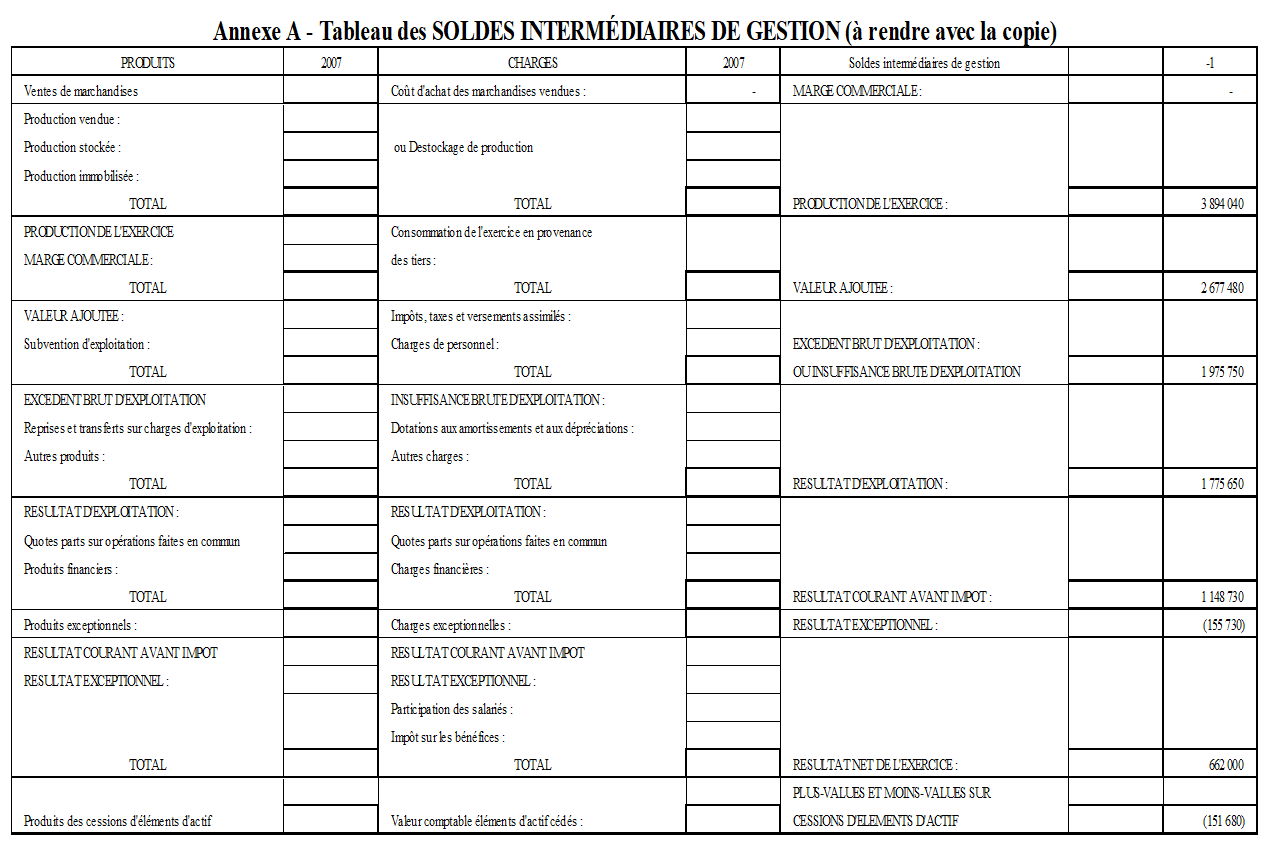 Annexe A - Tableau des SOLDES INTERMÉDIAIRES DE GESTION (à rendre avec la copie)
PRODUITS 2007 CHARGES 2007 Soldes intermédiaires de gestion -1
Ventes de marchandises Coût d'achat des marchandises vendues : - MARGE COMMERCIALE : -
Production vendue :
Production stockée : ou Destockage de production
Production immobilisée :
TOTAL TOTAL PRODUCTION DE L'EXERCICE : 3 894 040
PRODUCTION DE L'EXERCICE Consommation de l'exercice en provenance
MARGE COMMERCIALE : des tiers :
TOTAL TOTAL VALEUR AJOUTEE : 2 677 480
VALEUR AJOUTEE : Impôts, taxes et versements assimilés :
Subvention d'exploitation : Charges de personnel : EXCEDENT BRUT D'EXPLOITATION :
TOTAL TOTAL OU INSUFFISANCE BRUTE D'EXPLOITATION 1 975 750
EXCEDENT BRUT D'EXPLOITATION INSUFFISANCE BRUTE D'EXPLOITATION :
Reprises et transferts sur charges d'exploitation : Dotations aux amortissements et aux dépréciations :
Autres produits : Autres charges :
TOTAL TOTAL RESULTAT D'EXPLOITATION : 1 775 650
RESULTAT D'EXPLOITATION : RESULTAT D'EXPLOITATION :
Quotes parts sur opérations faites en commun Quotes parts sur opérations faites en commun
Produits financiers : Charges financières :
TOTAL TOTAL RESULTAT COURANT AVANT IMPOT : 1 148 730
Produits exceptionnels : Charges exceptionnelles : RESULTAT EXCEPTIONNEL : (155 730)
RESULTAT COURANT AVANT IMPOT RESULTAT COURANT AVANT IMPOT
RESULTAT EXCEPTIONNEL : RESULTAT EXCEPTIONNEL :
Participation des salariés :
Impôt sur les bénéfices :
TOTAL TOTAL RESULTAT NET DE L'EXERCICE : 662 000
PLUS-VALUES ET MOINS-VALUES SUR
Produits des cessions d'éléments d'actif Valeur comptable éléments d'actif cédés : CESSIONS D'ELEMENTS D'ACTIF (151 680)